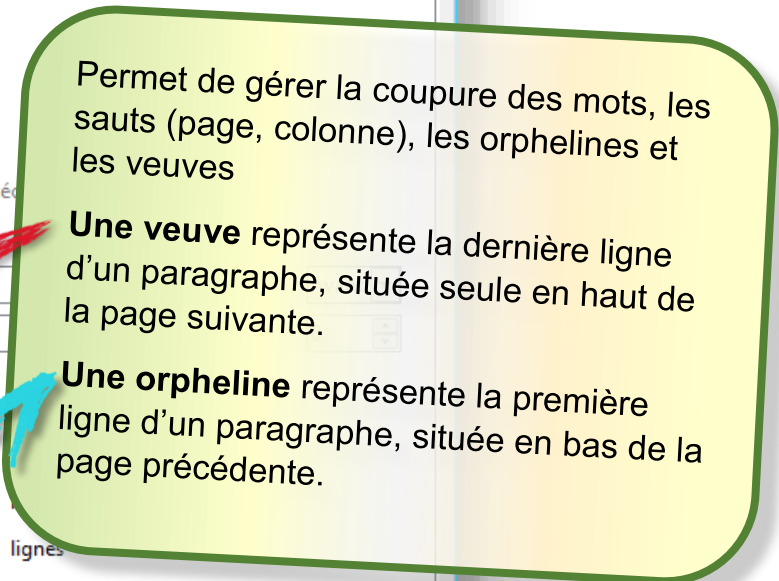 Permet de gérer la coupure des mots, les
sauts (page, colonne), les orphelines et
les veuves
Une veuve représente la dernière ligne
d'un paragraphe, située seule en haut de
la page suivante.
Une orpheline représente la première
ligne d'un paragraphe, située en bas de la
page précédente.
lignes